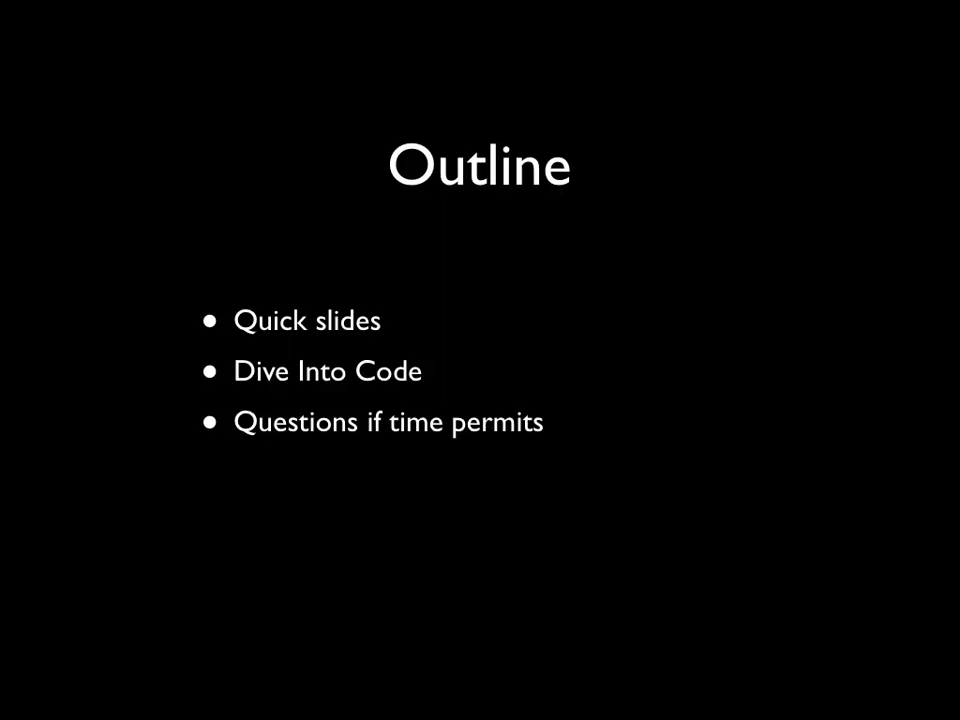 Outline
• Quick slides
• Dive Into Code
• Questions if time permits